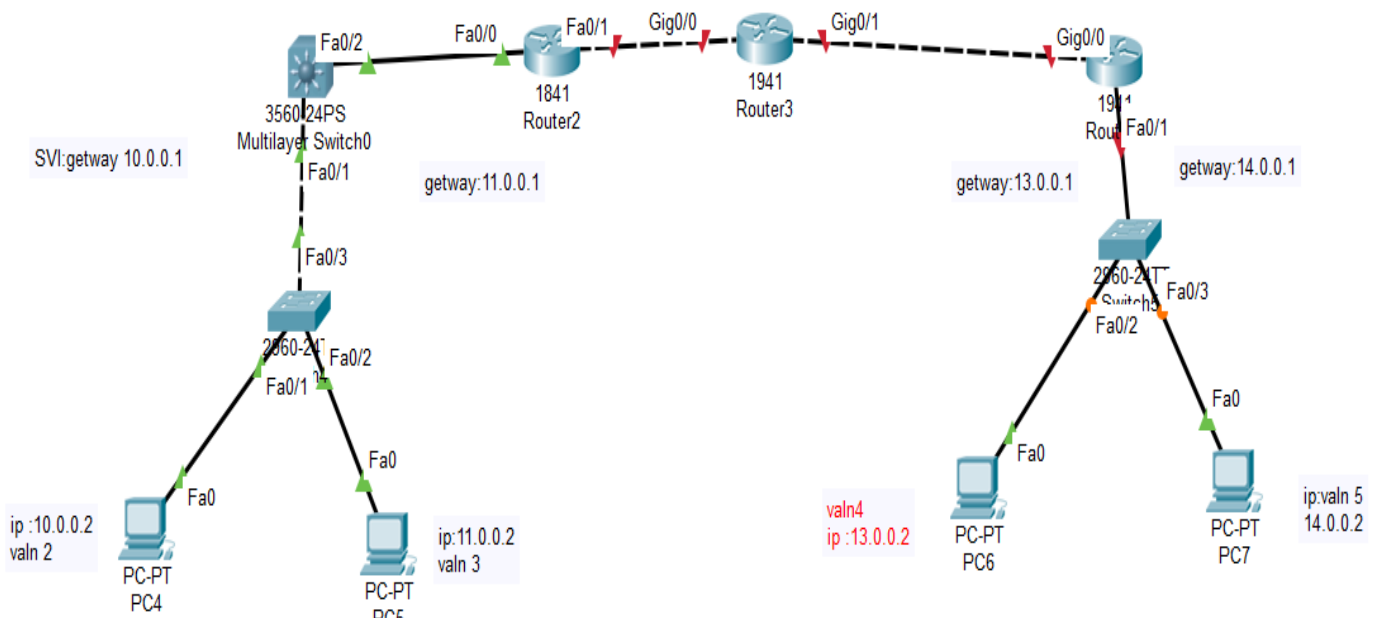 Fa0/2
Fa0/0
Fa0/1
Gig0/0
Gig0/1
Gig0/0
3560-24PS
Multilayer Switch0
1841
Router2
1941
Router3
Fa0/1
SVI:getway 10.0.0.1
Fa0/1
getway:11.0.0.1
getway:13.0.0.1
getway:14.0.0.1
Fa0/3
Fa0/2
Fa0/1
Switch5
Fa0/3
Fa0/2
Fa0
Fa0
Fa0
Fa0
ip :10.0.0.2
valn 2
PC-PT
PC4
ip:11.0.0.2
valn 3
PC-PT
PC5
valn4
ip :13.0.0.2
PC-PT
PC6
ip:valn 5
14.0.0.2
PC-PT
PC7